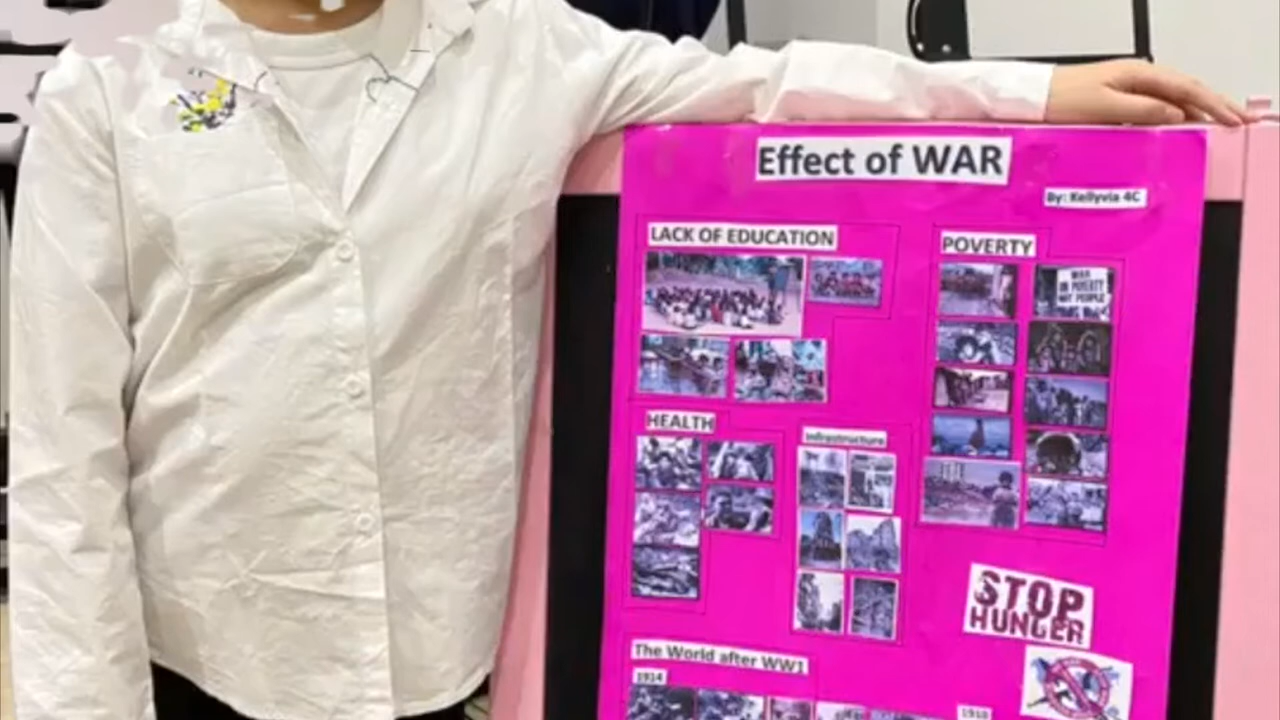 Effect of WAR
By: Kellyvia 4C
LACK OF EDUCATION
POVERTY
WAR
ON POVERTY
NOT PEOPLE
HEALTH
Infrastructure
STOP
HUNGER
The World after WW1
1914
1918